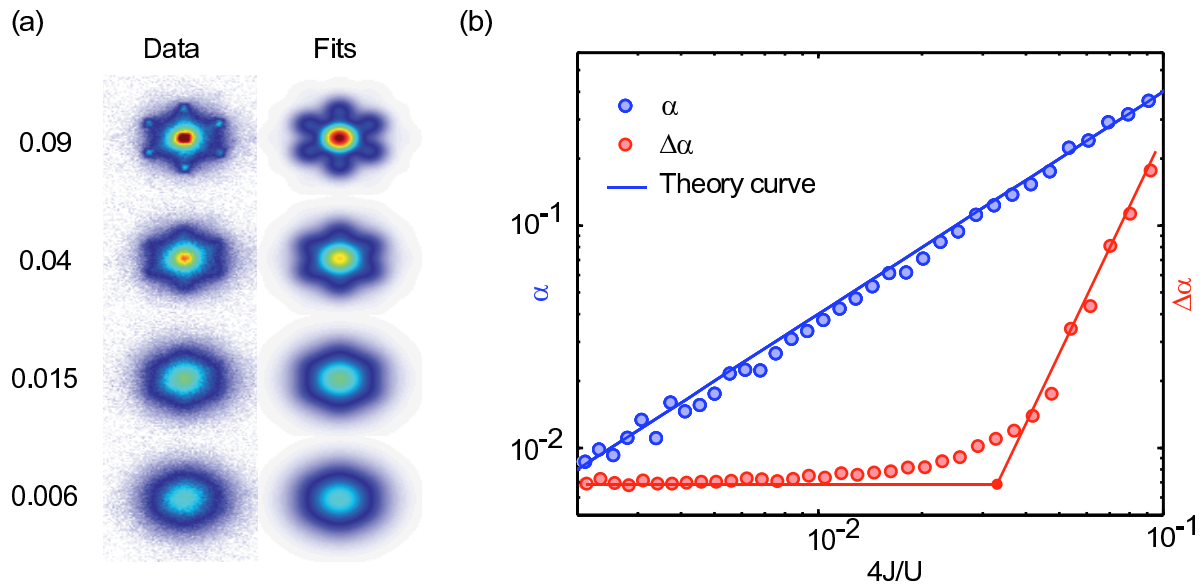 (a)
Data Fits
0.09
0.04
0.015
0.006
(b)
α
Δα
Theory curve
10-1
10-2
α
Δα
10-2 10-1
4J/U